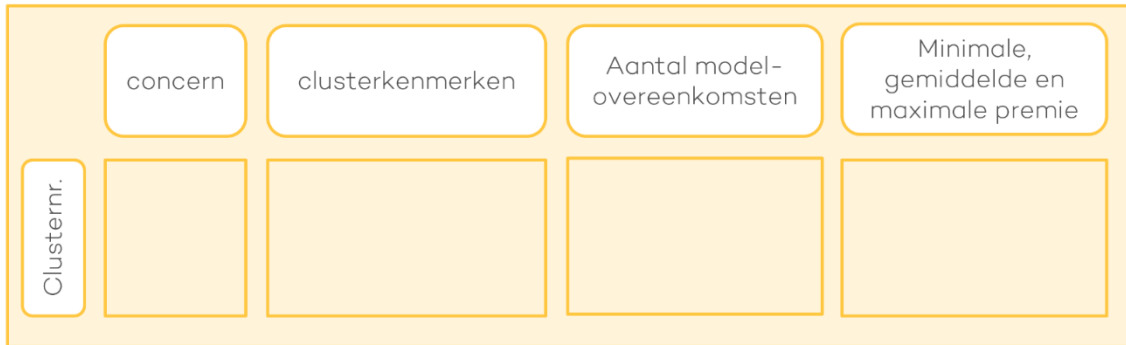 concern
clusterkenmerken
Aantal model-
overeenkomsten
Minimale,
gemiddelde en
maximale premie
Clusternr.